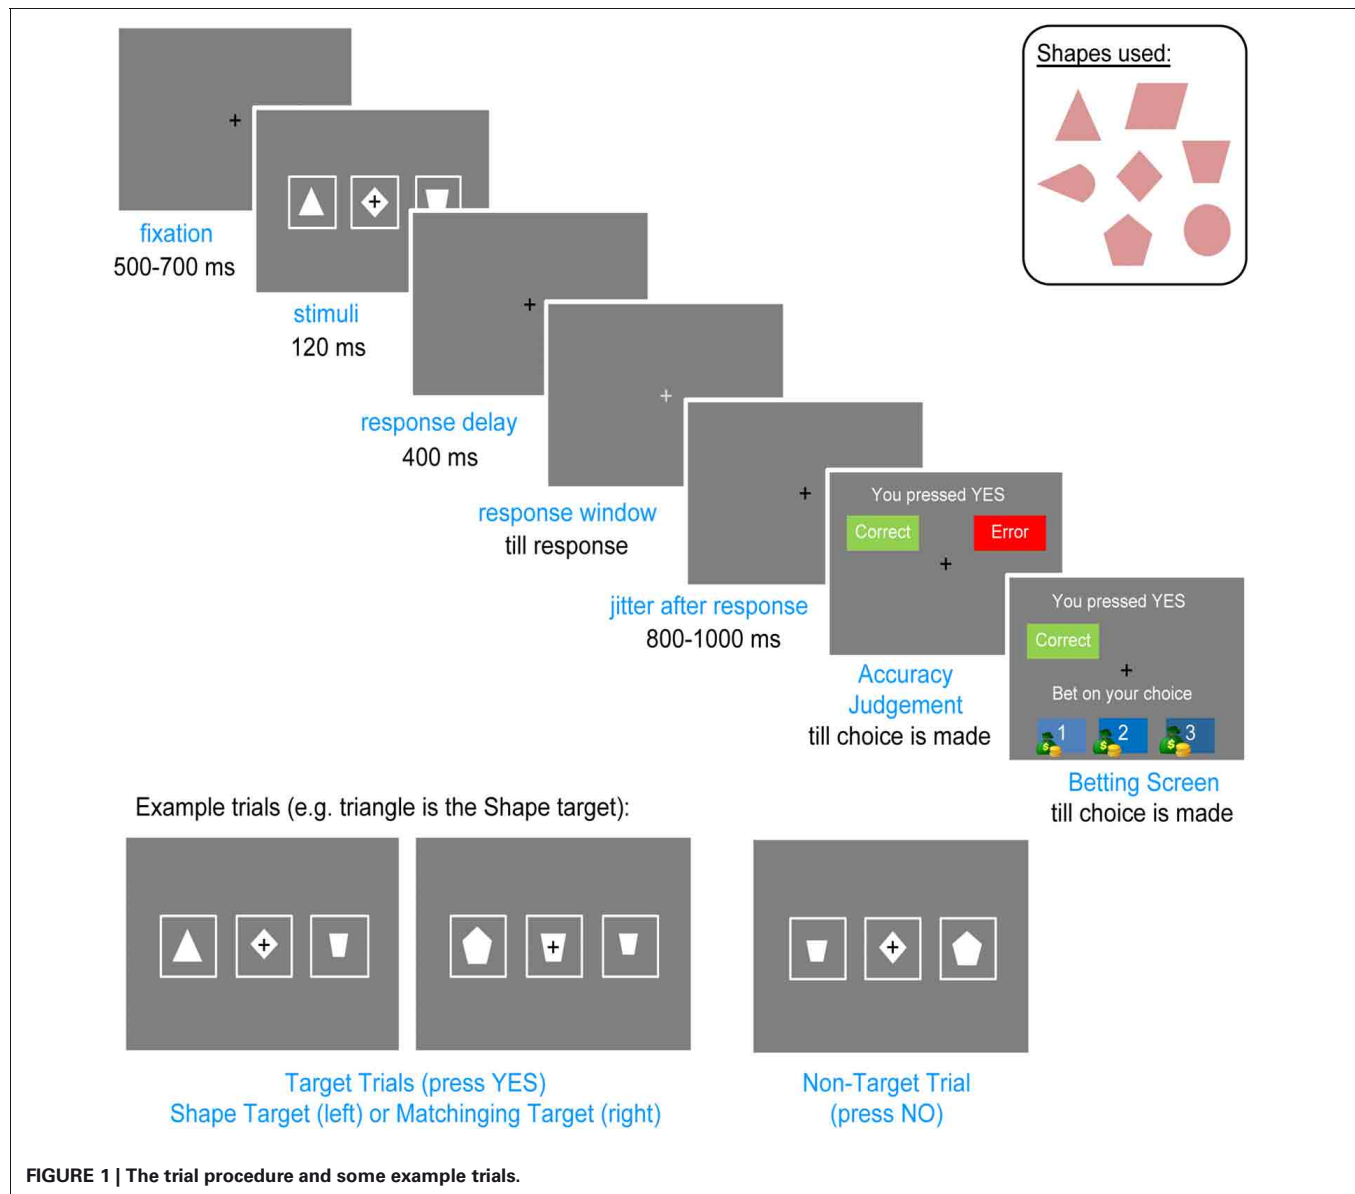 Shapes used:
fixation
500-700 ms
stimuli
120 ms
response delay
400 ms
response window
till response
jitter after response
800-1000 ms
You pressed YES
Correct Error
Accuracy
Judgement
till choice is made
You pressed YES
Correct
Bet on your choice
$1 $2 $3
Betting Screen
till choice is made
Example trials (e.g. triangle is the Shape target):
Target Trials (press YES)
Shape Target (left) or Matchinging Target (right)
Non-Target Trial
(press NO)
FIGURE 1 | The trial procedure and some example trials.